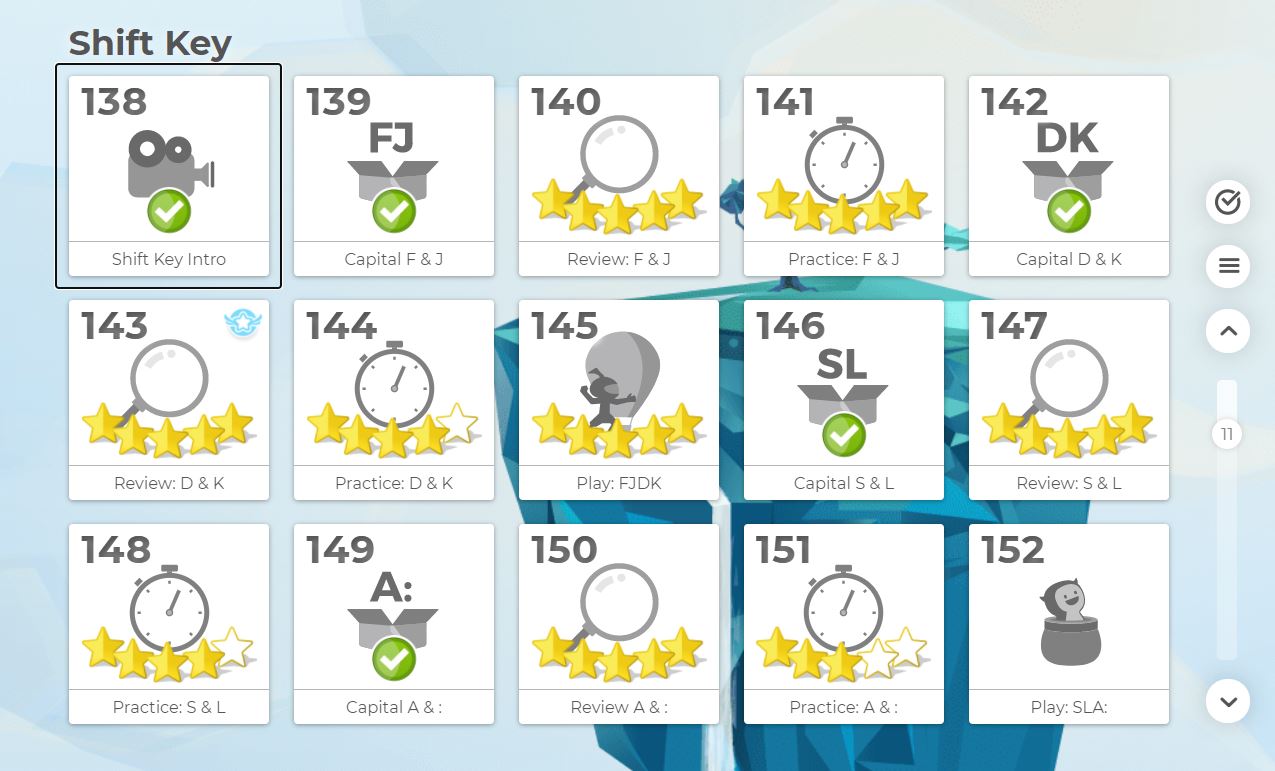 Shift Key
138
Shift Key Intro
139
FJ
Capital F & J
140
Review: F & J
141
Practice: F & J
142
DK
Capital D & K
143
Review: D & K
144
Practice: D & K
145
Play: FJDK
146
SL
Capital S & L
147
Review: S & L
148
Practice: S & L
149
A:
Capital A & :
150
Review A & :
151
Practice: A & :
152
Play: SLA:
11